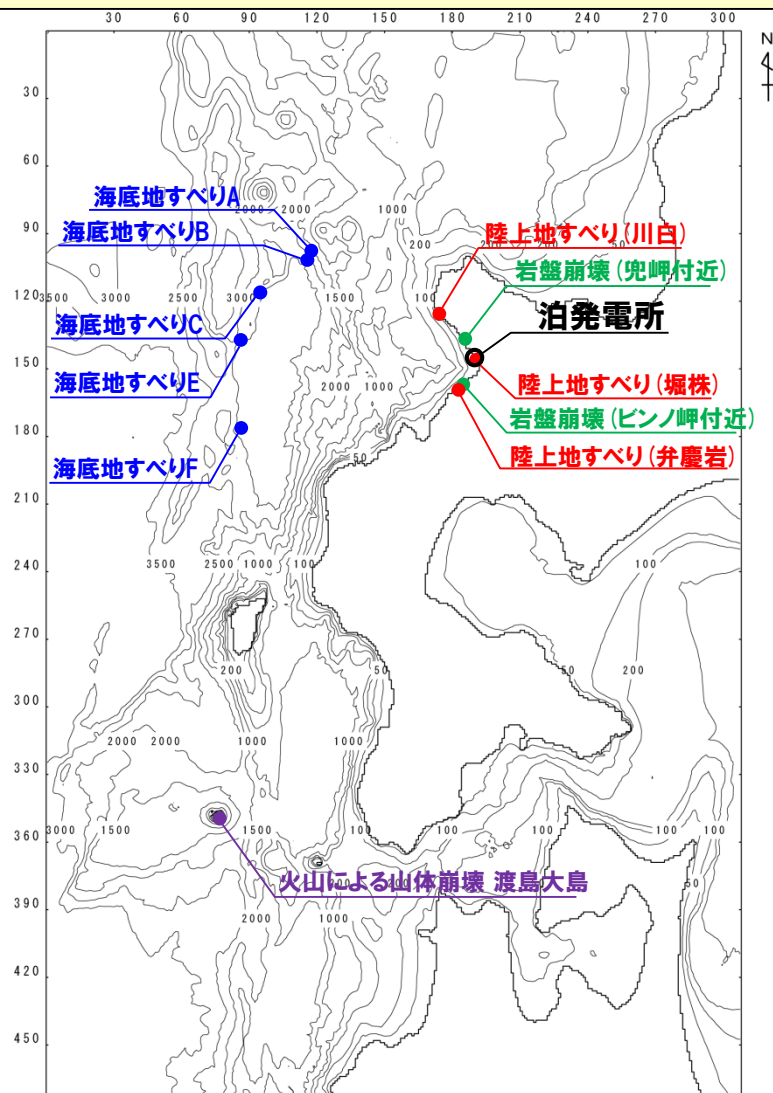 30 60 90 120 150 180 210 240 270 300
N
30
60
2000 2000 1000
海底地すべりA
海底地すべりB
90
200
陸上地すべり(川白)
50
岩盤崩壊(兜岬付近)
120
3000 2500 3000 1500 100
泊発電所
海底地すべりC
150
海底地すべりE
2000 1000
陸上地すべり(堀株)
岩盤崩壊(ビンノ岬付近)
180
海底地すべりF
50
陸上地すべり(弁慶岩)
210
240
3500 2500 1000 100
100
270
200
50
50 200
300
2000 2000 1000 1000
330
3000 1500 1500 100 100 100 100
360
火山による山体崩壊 渡島大島
50
390
2000 1000
420
450